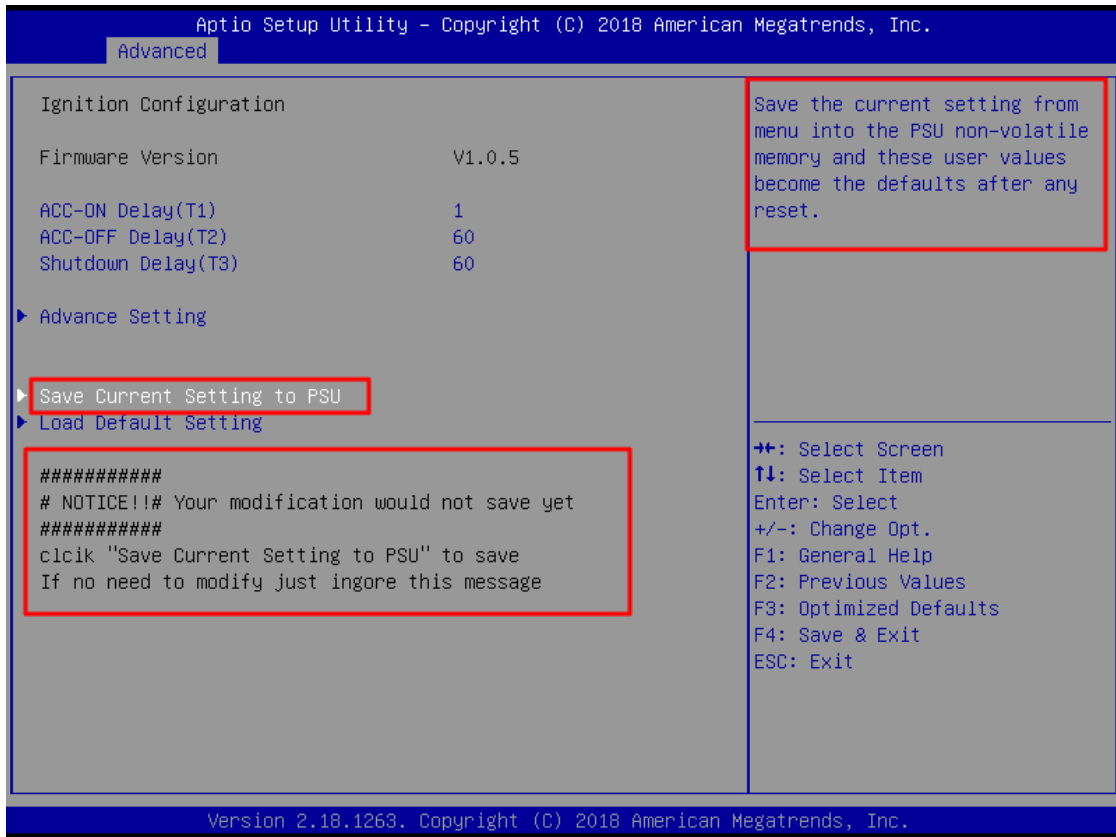 Aptio Setup Utility – Copyright (C) 2018 American Megatrends, Inc.
Advanced
Ignition Configuration
Firmware Version V1.0.5
ACC-ON Delay(T1) 1
ACC-OFF Delay(T2) 60
Shutdown Delay(T3) 60
Advance Setting
Save Current Setting to PSU
Load Default Setting
###########
# NOTICE!!# Your modification would not save yet
###########
clcik "Save Current Setting to PSU" to save
If no need to modify just ingore this message
Save the current setting from
menu into the PSU non-volatile
memory and these user values
become the defaults after any
reset.
→←: Select Screen
↑↓: Select Item
Enter: Select
+/-: Change Opt.
F1: General Help
F2: Previous Values
F3: Optimized Defaults
F4: Save & Exit
ESC: Exit
Version 2.18.1263. Copyright (C) 2018 American Megatrends, Inc.